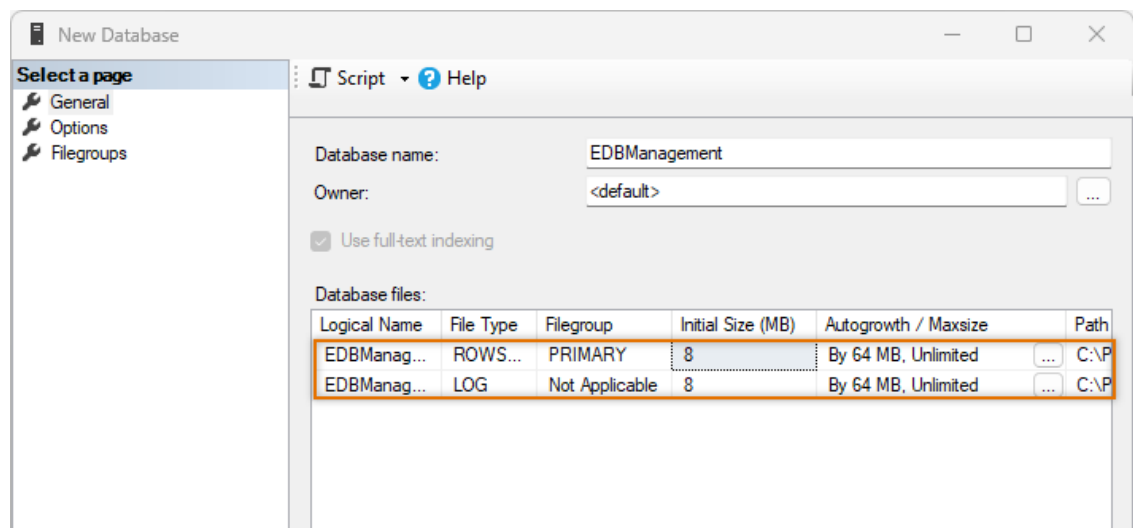 New Database
Select a page
General
Options
Filegroups
Script ? Help
Database name: EDBManagement
Owner: <default> ...
Use full-text indexing
Database files:
Logical Name File Type Filegroup Initial Size (MB) Autogrowth / Maxsize Path
EDBManag... ROWS... PRIMARY 8 By 64 MB, Unlimited ... C:\P
EDBManag... LOG Not Applicable 8 By 64 MB, Unlimited ... C:\P